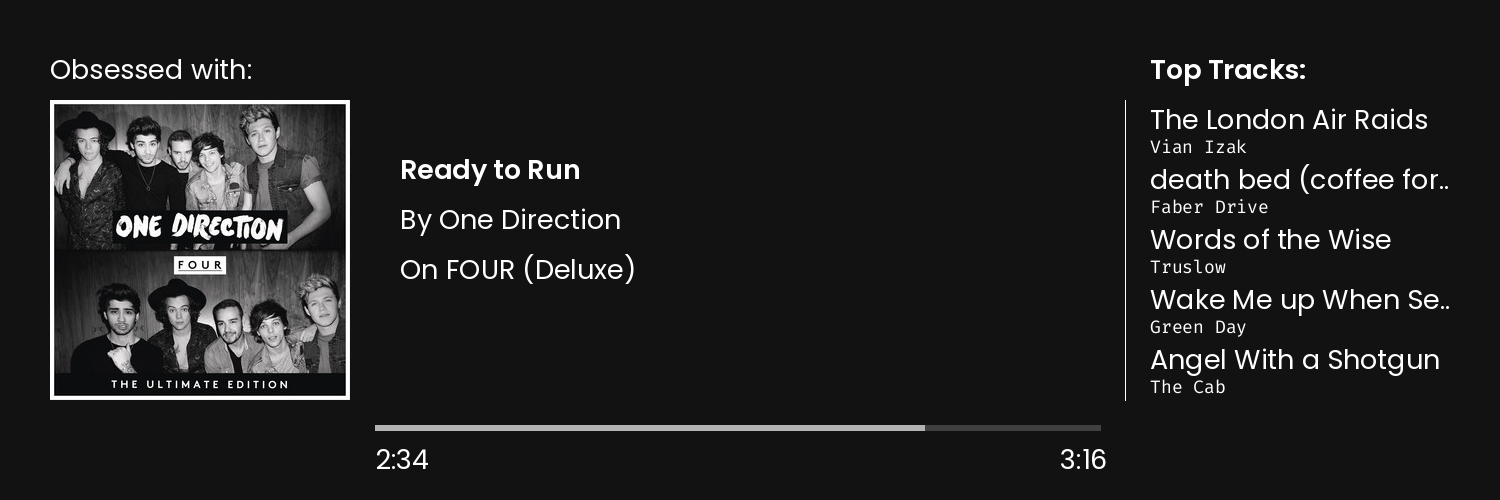 Obsessed with:
ONE DIRECTION
FOUR
THE ULTIMATE EDITION
Ready to Run
By One Direction
On FOUR (Deluxe)
2:34
3:16
Top Tracks:
The London Air Raids
Vian Izak
death bed (coffee for..
Faber Drive
Words of the Wise
Truslow
Wake Me up When Se..
Green Day
Angel With a Shotgun
The Cab